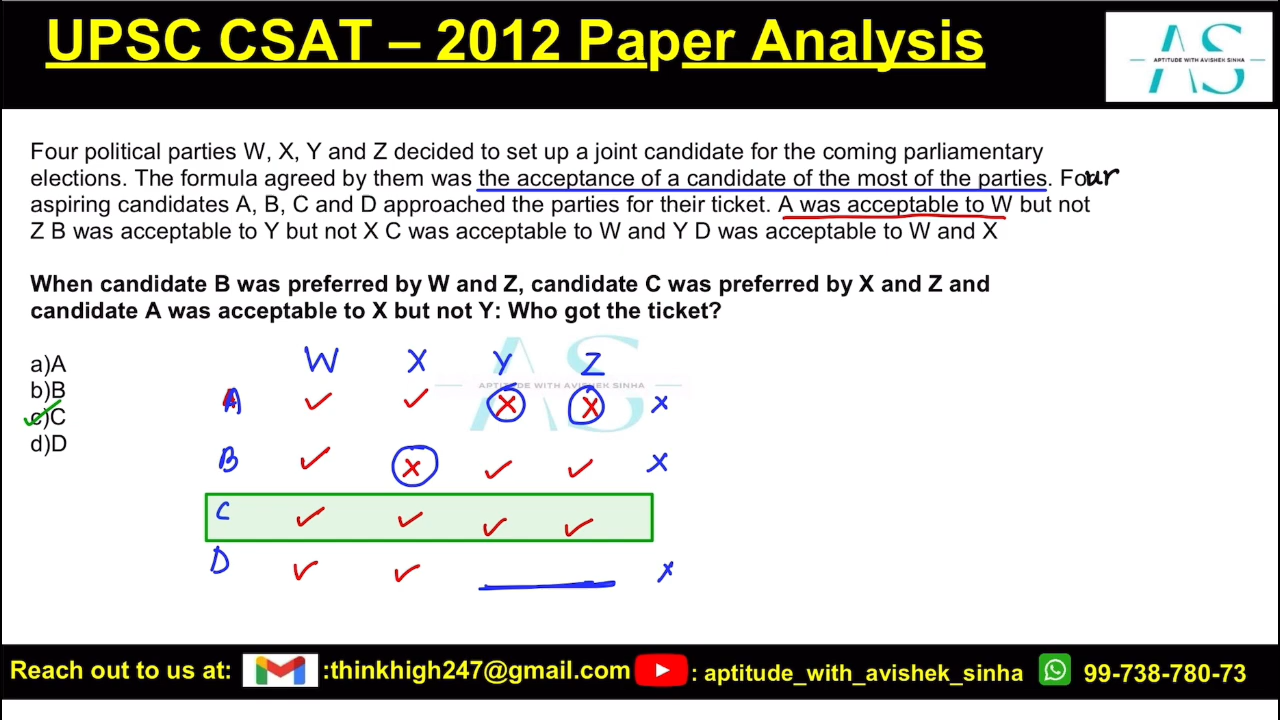 UPSC CSAT – 2012 Paper Analysis
AS
APTITUDE WITH AVISHEK SINHA
Four political parties W, X, Y and Z decided to set up a joint candidate for the coming parliamentary
elections. The formula agreed by them was the acceptance of a candidate of the most of the parties. Four
aspiring candidates A, B, C and D approached the parties for their ticket. A was acceptable to W but not
Z B was acceptable to Y but not X C was acceptable to W and Y D was acceptable to W and X
When candidate B was preferred by W and Z, candidate C was preferred by X and Z and
candidate A was acceptable to X but not Y: Who got the ticket?
a)A
b)B
c)C
d)D
W X Y Z
AS
APTITUDE WITH AVISHEK SINHA
A ✓ ✓ x x x
B ✓ x ✓ ✓ x
C ✓ ✓ ✓ ✓
D ✓ ✓ x
Reach out to us at: :thinkhigh247@gmail.com : aptitude_with_avishek_sinha 99-738-780-73